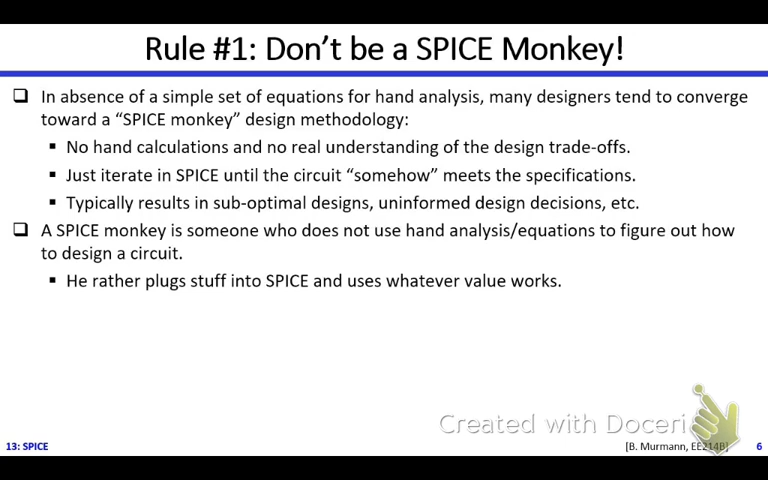 Rule #1: Don't be a SPICE Monkey!
In absence of a simple set of equations for hand analysis, many designers tend to converge
toward a “SPICE monkey” design methodology:
No hand calculations and no real understanding of the design trade-offs.
Just iterate in SPICE until the circuit “somehow” meets the specifications.
Typically results in sub-optimal designs, uninformed design decisions, etc.
A SPICE monkey is someone who does not use hand analysis/equations to figure out how
to design a circuit.
He rather plugs stuff into SPICE and uses whatever value works.
Created with Doceri
13: SPICE
[B. Murmann, EE214B]
6